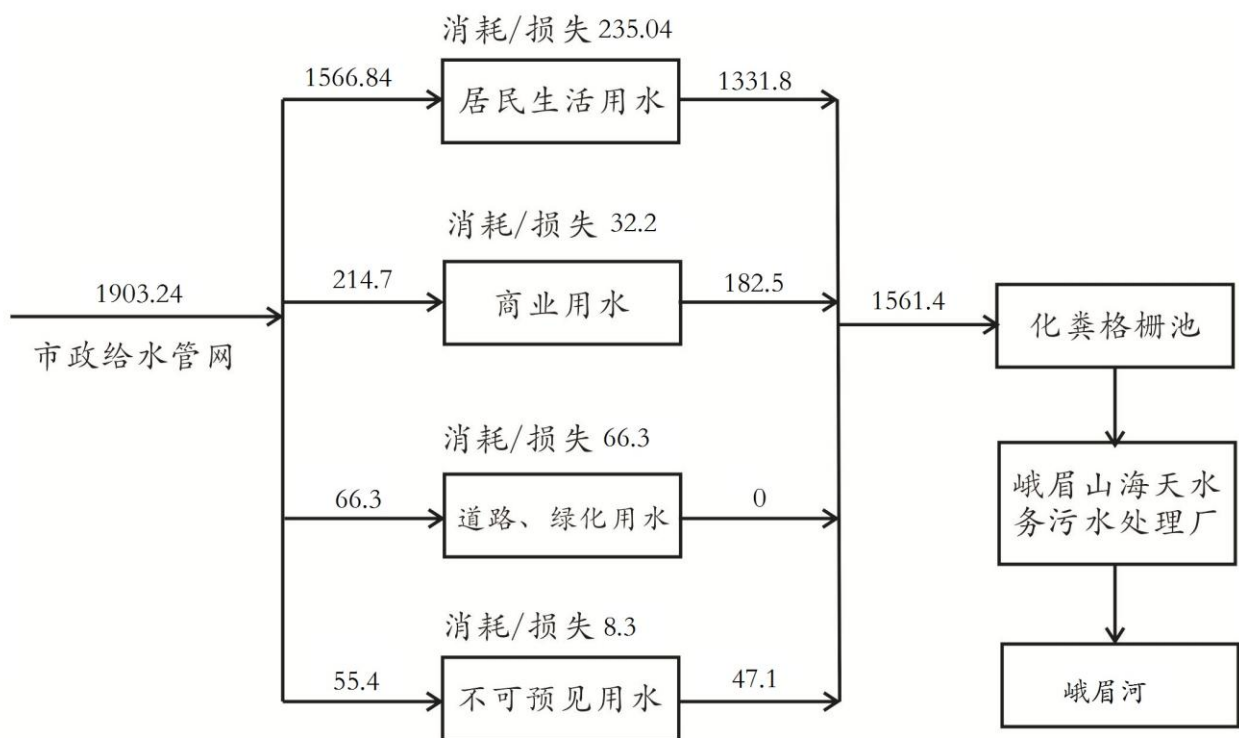 消耗/损失 235.04
1566.84
居民生活用水
1331.8
消耗/损失 32.2
1903.24
市政给水管网
214.7
商业用水
182.5
1561.4
化粪格栅池
消耗/损失 66.3
66.3
道路、绿化用水
0
峨眉山海天水
务污水处理厂
消耗/损失 8.3
55.4
不可预见用水
47.1
峨眉河